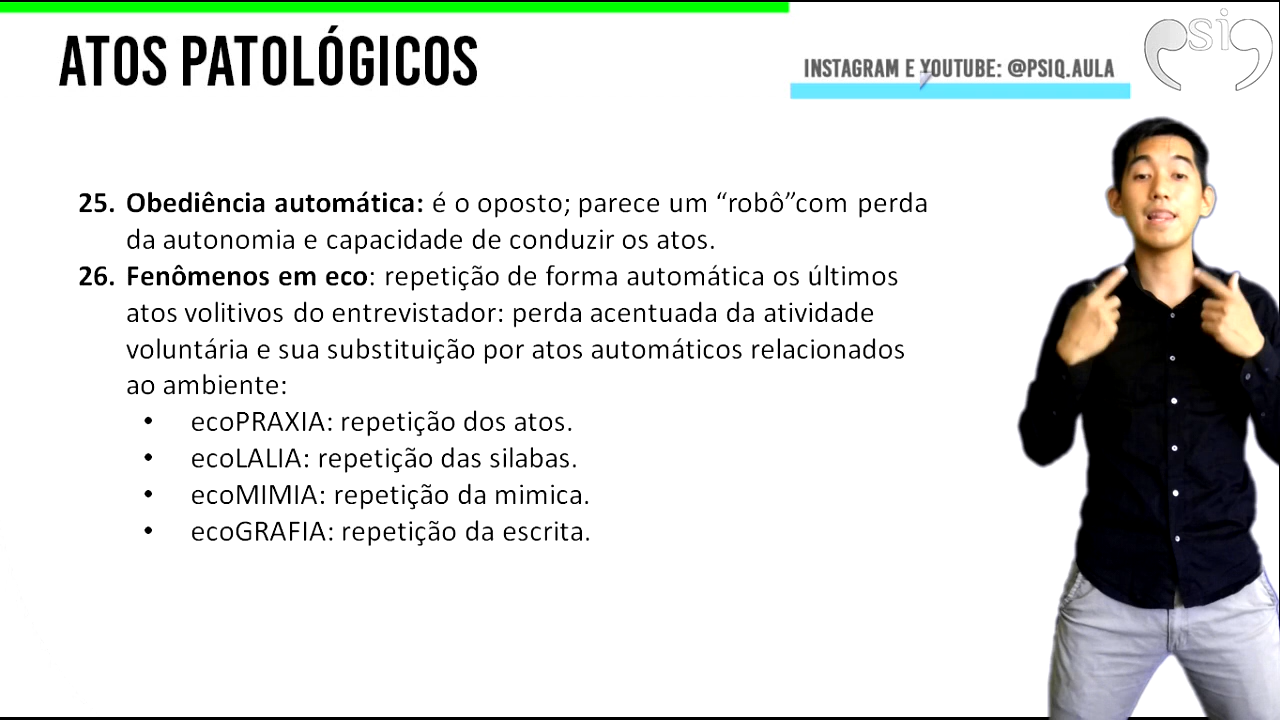 ATOS PATOLÓGICOS
INSTAGRAM E YOUTUBE: @PSIQ.AULA
psiq
25. Obediência automática: é o oposto; parece um “robô”com perda
da autonomia e capacidade de conduzir os atos.
26. Fenômenos em eco: repetição de forma automática os últimos
atos volitivos do entrevistador: perda acentuada da atividade
voluntária e sua substituição por atos automáticos relacionados
ao ambiente:
• ecoPRAXIA: repetição dos atos.
• ecoLALIA: repetição das silabas.
• ecoMIMIA: repetição da mimica.
• ecoGRAFIA: repetição da escrita.